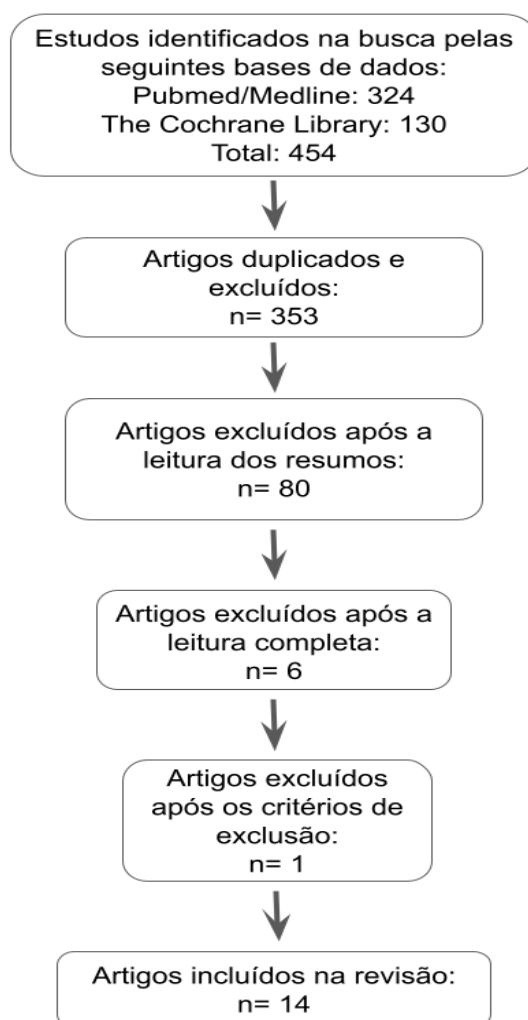 Estudos identificados na busca pelas
seguintes bases de dados:
Pubmed/Medline: 324
The Cochrane Library: 130
Total: 454
Artigos duplicados e
excluídos:
n= 353
Artigos excluídos após a
leitura dos resumos:
n= 80
Artigos excluídos após a
leitura completa:
n= 6
Artigos excluídos
após os critérios de
exclusão:
n= 1
Artigos incluídos na revisão:
n= 14